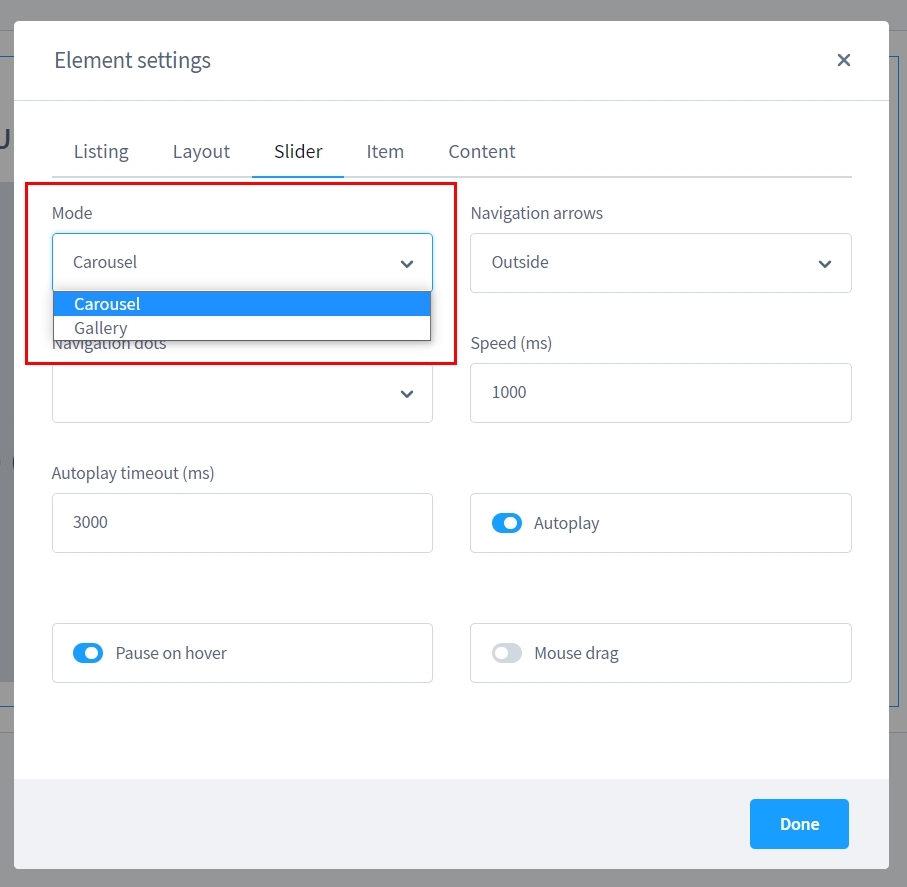 Element settings
Listing Layout Slider Item Content
Mode
Carousel
Carousel
Gallery
Navigation arrows
Outside
Navigation dots
Speed (ms)
1000
Autoplay timeout (ms)
3000
Autoplay
Pause on hover
Mouse drag
Done